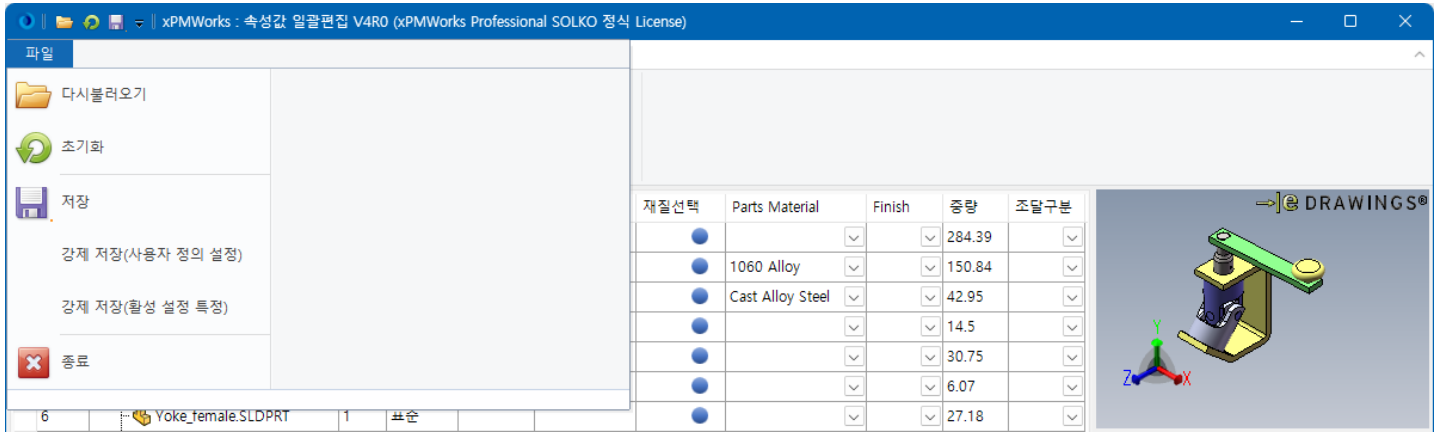 xPMWorks : 속성값 일괄편집 V4R0 (xPMWorks Professional SOLKO 정식 License)
파일
다시불러오기
초기화
저장
강제 저장(사용자 정의 설정)
강제 저장(활성 설정 특정)
종료
재질선택 Parts Material Finish 중량 조달구분
284.39
1060 Alloy 150.84
Cast Alloy Steel 42.95
14.5
30.75
6.07
6 Yoke_female.SLDPRT 1 표준 27.18
e DRAWINGS®
Y
Z X